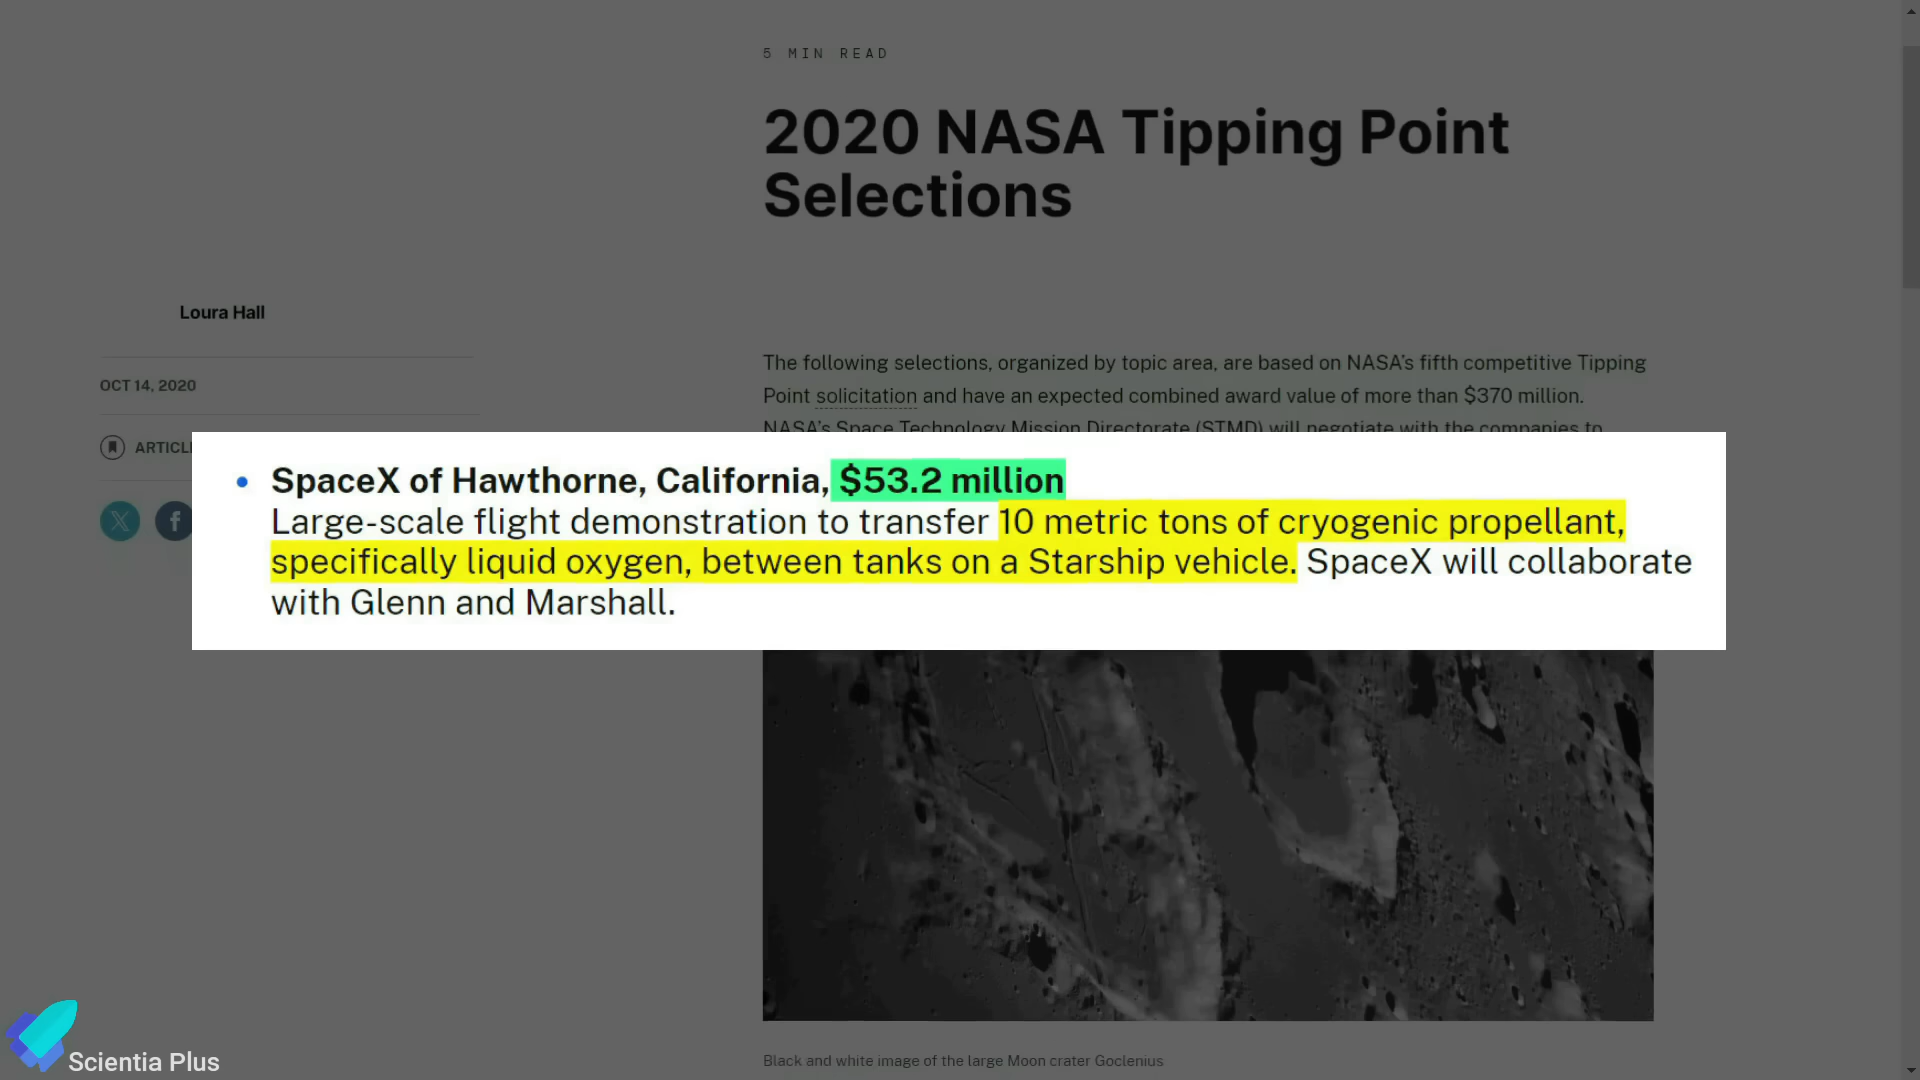 5 MIN READ
2020 NASA Tipping Point
Selections
Loura Hall
OCT 14, 2020
The following selections, organized by topic area, are based on NASA’s fifth competitive Tipping
Point solicitation and have an expected combined award value of more than $370 million.
NASA’s Space Technology Mission Directorate (STMD) will negotiate with the companies to
ARTICLE
SpaceX of Hawthorne, California, $53.2 million
Large-scale flight demonstration to transfer 10 metric tons of cryogenic propellant,
specifically liquid oxygen, between tanks on a Starship vehicle. SpaceX will collaborate
with Glenn and Marshall.
Black and white image of the large Moon crater Goclenius
Scientia Plus